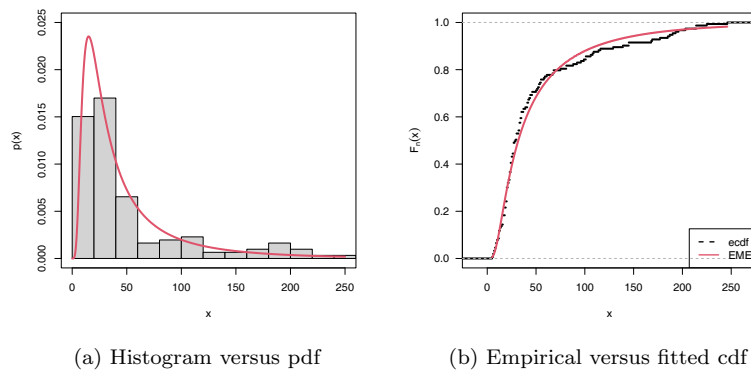 0.025
0.020
0.015
0.010
0.005
0.000
p(x)
0 50 100 150 200 250
x
(a) Histogram versus pdf
1.0
0.8
0.6
0.4
0.2
0.0
Fn(x)
0 50 100 150 200 250
x
ecdf
EME
(b) Empirical versus fitted cdf